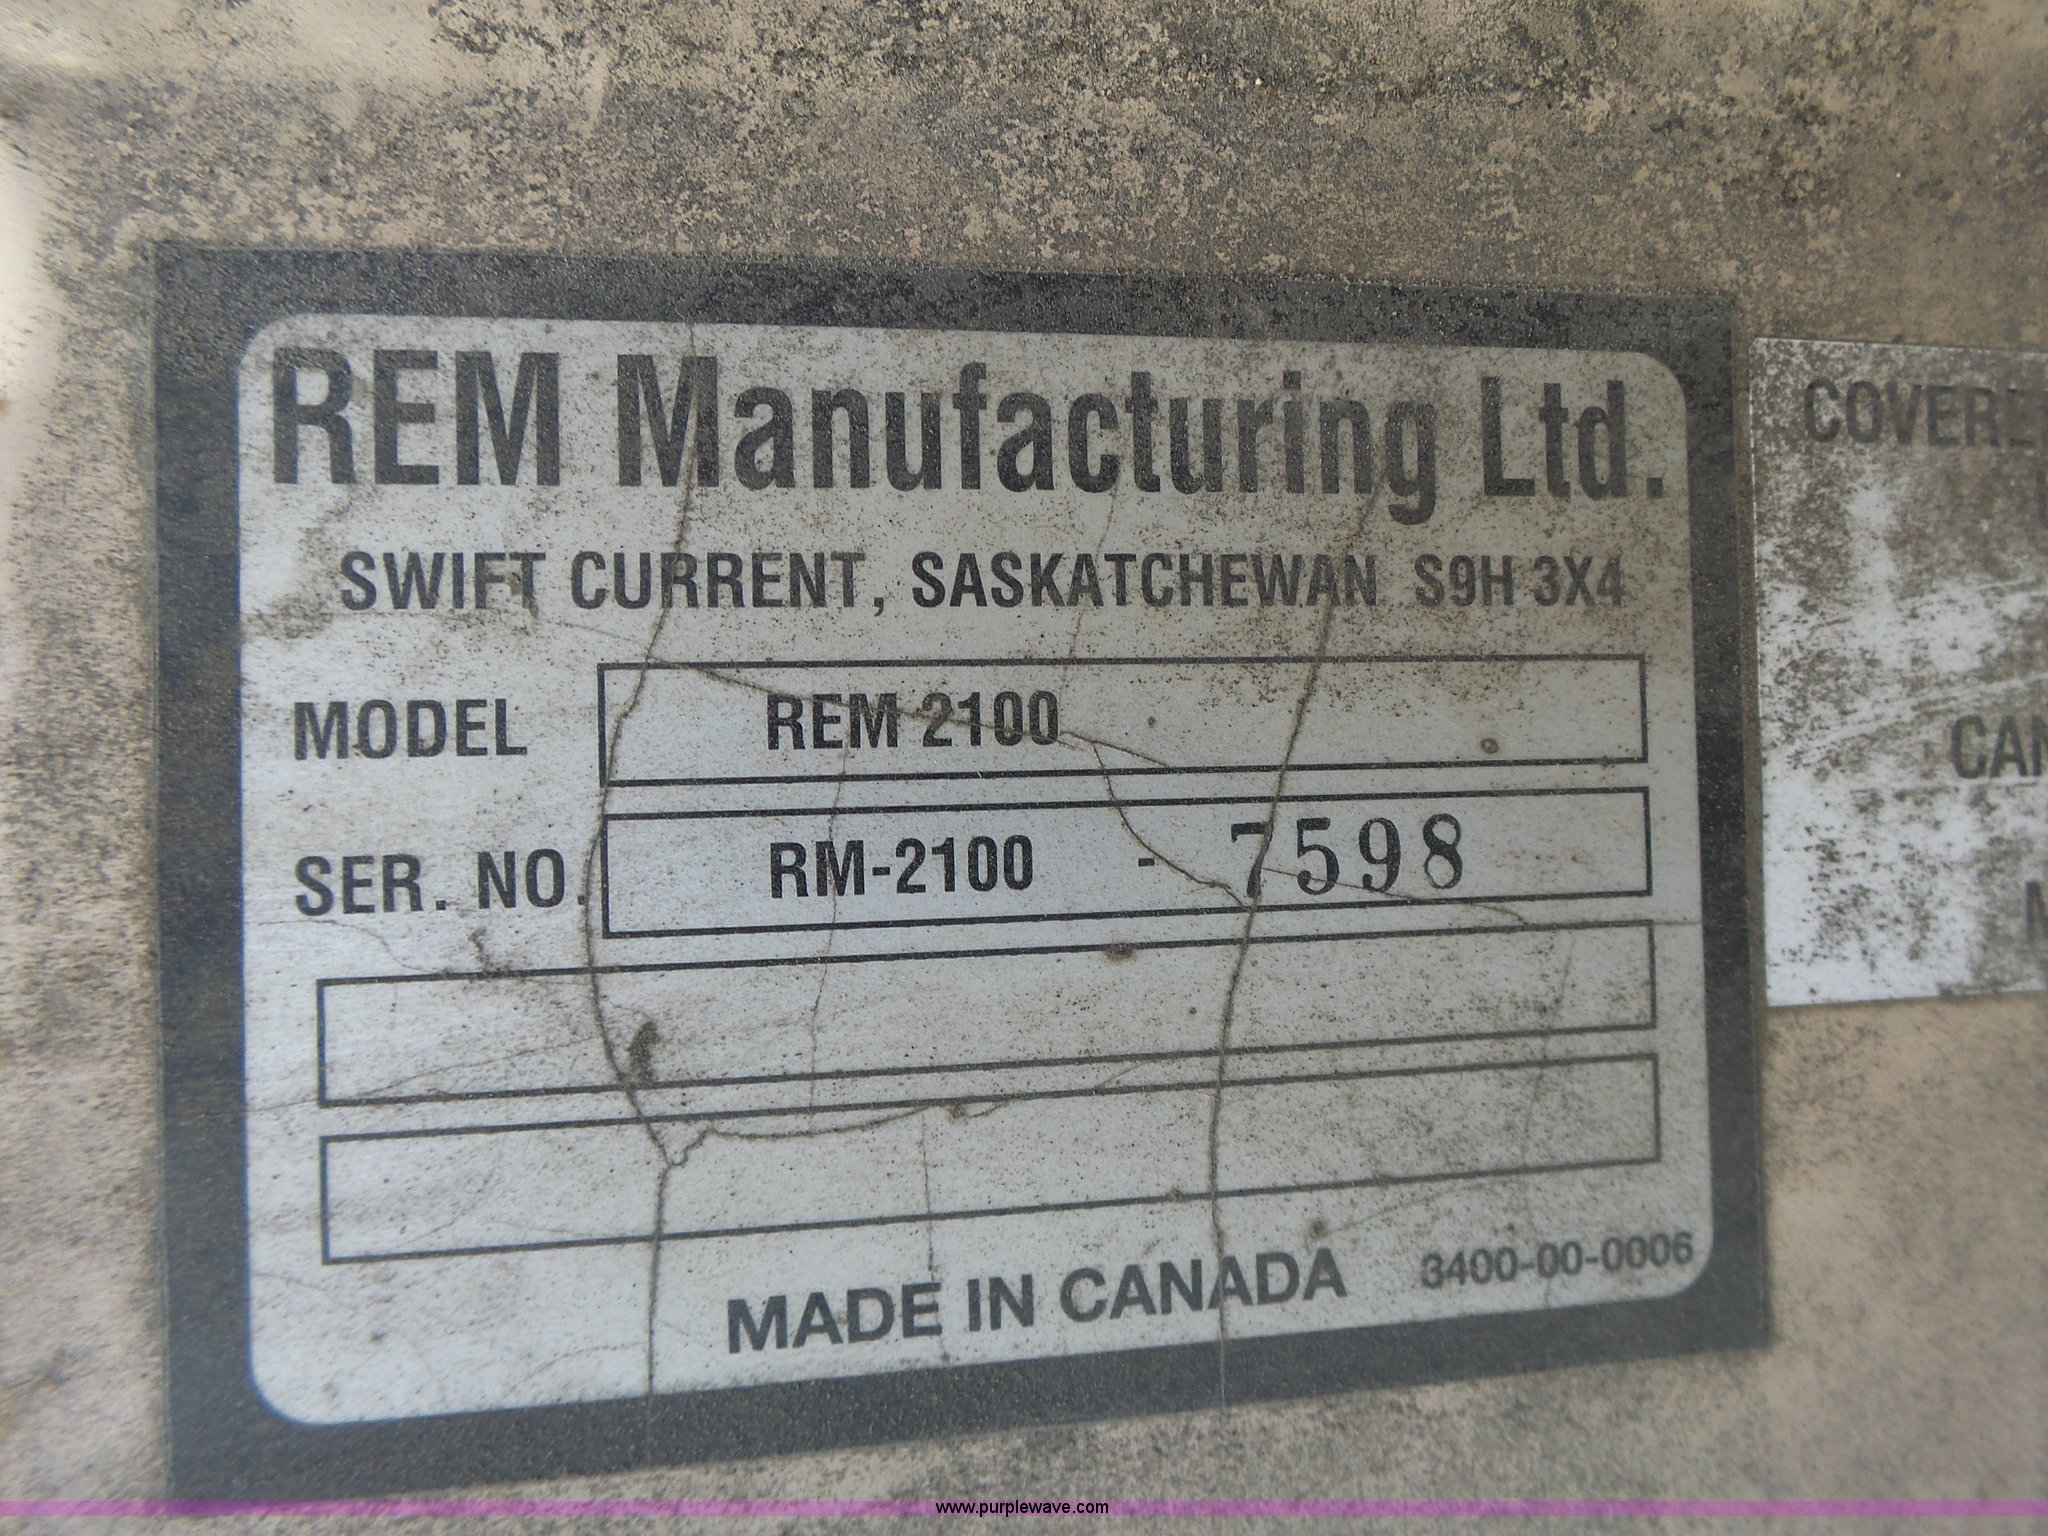 REM Manufacturing Ltd.
SWIFT CURRENT, SASKATCHEWAN S9H 3X4
MODEL REM 2100
SER. NO. RM-2100 - 7598
MADE IN CANADA 3400-00-0006
COVERE
CAN
www.purplewave.com